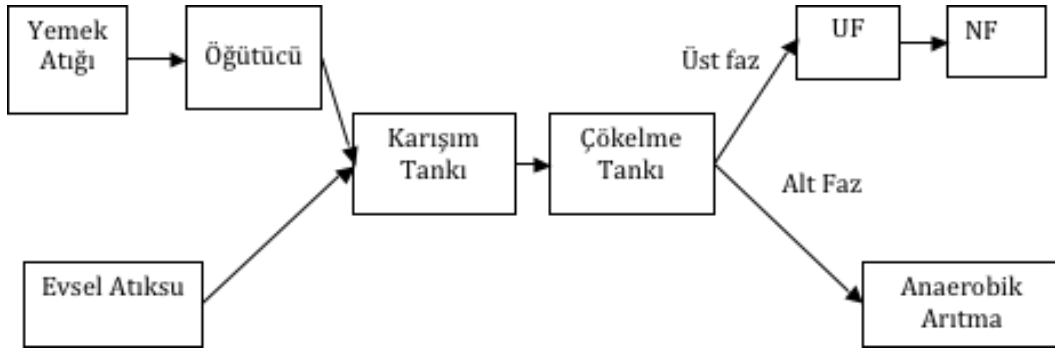 Yemek
Atığı
Öğütücü
UF
NF
Üst faz
Karışım
Tankı
Çökelme
Tankı
Alt Faz
Evsel Atıksu
Anaerobik
Arıtma